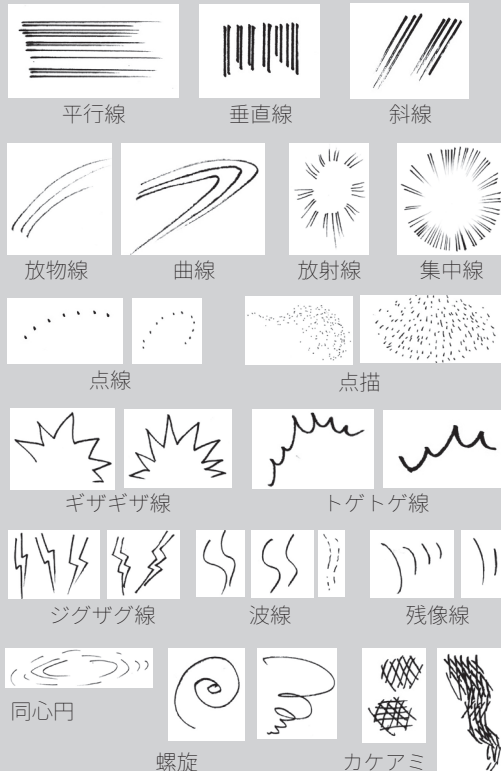 平行線
垂直線
斜線
放物線
曲線
放射線
集中線
点線
点描
ギザギザ線
トゲトゲ線
ジグザグ線
波線
残像線
同心円
螺旋
カケアミ